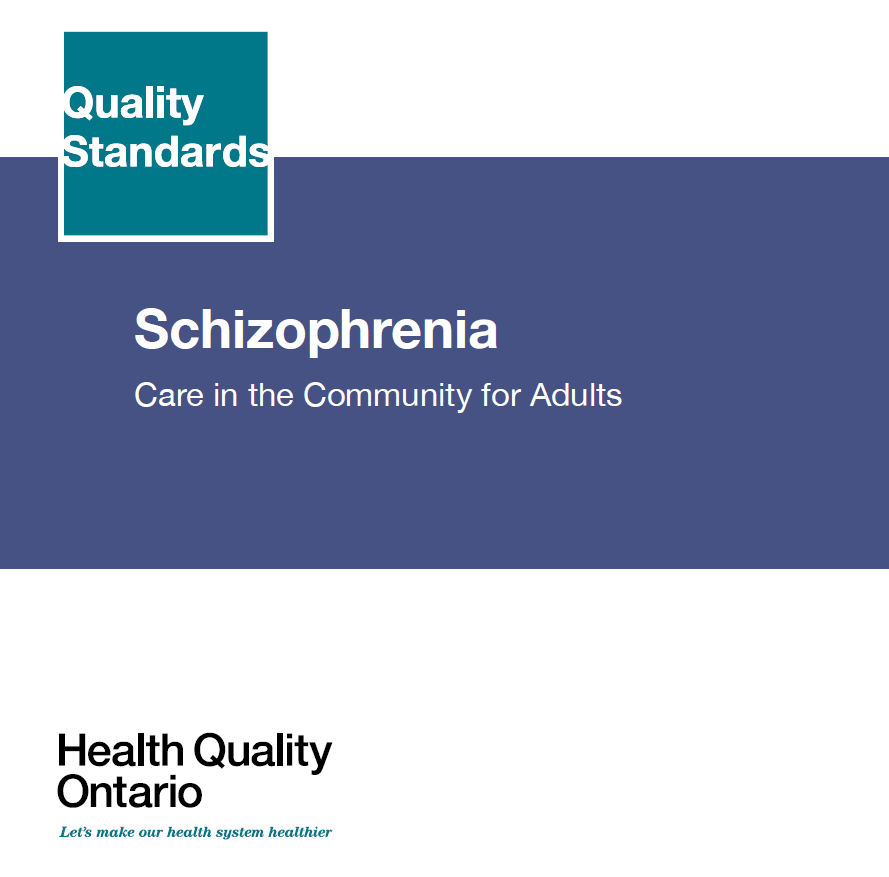 Quality
Standards
Schizophrenia
Care in the Community for Adults
Health Quality
Ontario
Let's make our health system healthier